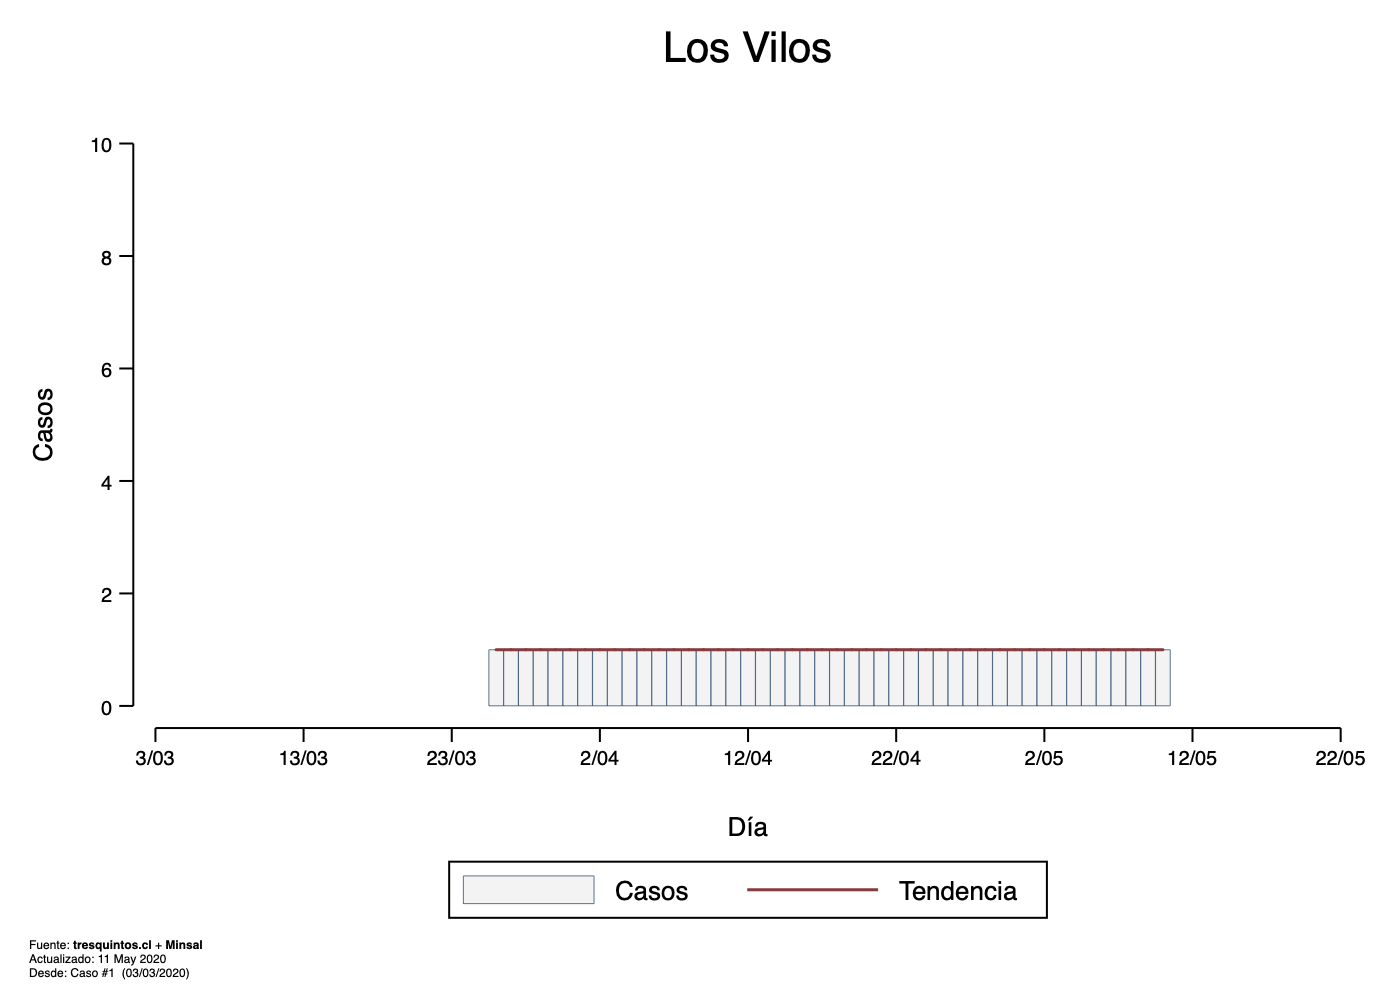 Los Vilos
10
8
6
4
2
0
Casos
3/03 13/03 23/03 2/04 12/04 22/04 2/05 12/05 22/05
Día
Casos Tendencia
Fuente: tresquintos.cl + Minsal
Actualizado: 11 May 2020
Desde: Caso #1 (03/03/2020)